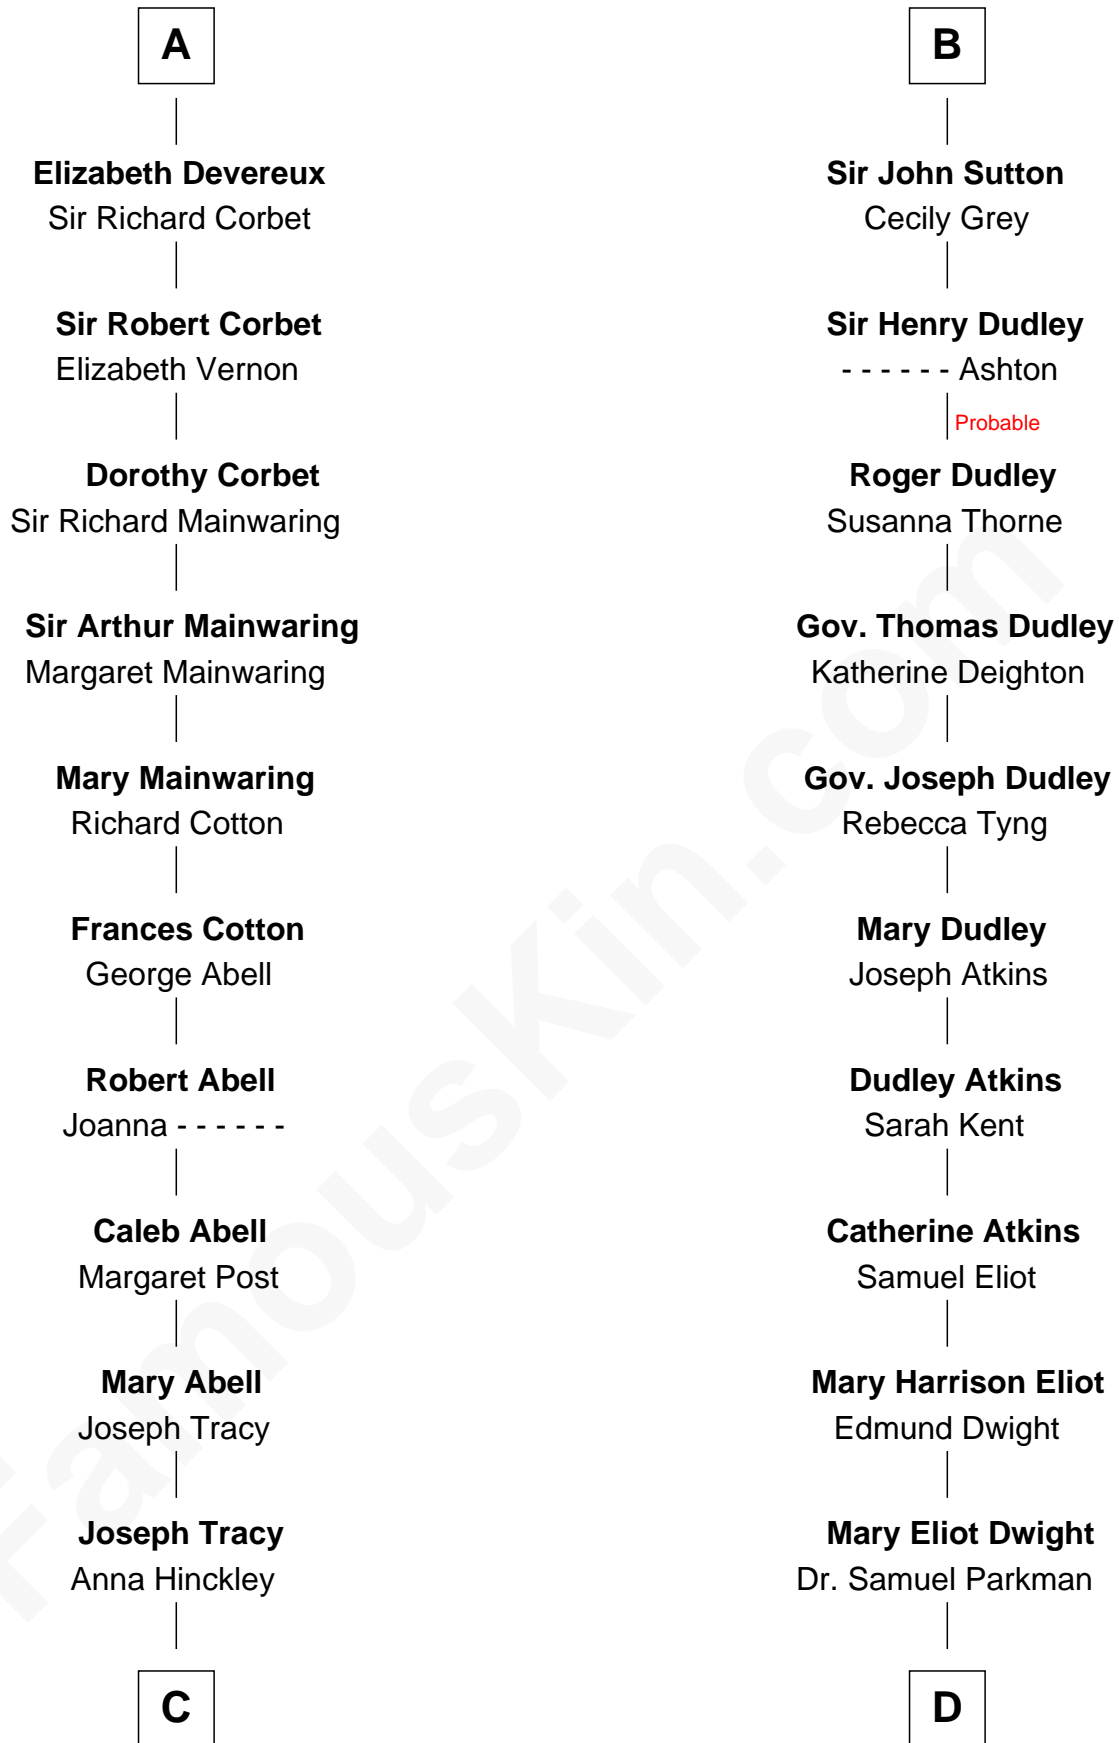 A
Elizabeth Devereux
Sir Richard Corbet
Sir Robert Corbet
Elizabeth Vernon
Dorothy Corbet
Sir Richard Mainwaring
Sir Arthur Mainwaring
Margaret Mainwaring
Mary Mainwaring
Richard Cotton
Frances Cotton
George Abell
Robert Abell
Joanna - - - - - -
Caleb Abell
Margaret Post
Mary Abell
Joseph Tracy
Joseph Tracy
Anna Hinckley
C
B
Sir John Sutton
Cecily Grey
Sir Henry Dudley
- - - - - - Ashton
Probable
Roger Dudley
Susanna Thorne
Gov. Thomas Dudley
Katherine Deighton
Gov. Joseph Dudley
Rebecca Tyng
Mary Dudley
Joseph Atkins
Dudley Atkins
Sarah Kent
Catherine Atkins
Samuel Eliot
Mary Harrison Eliot
Edmund Dwight
Mary Eliot Dwight
Dr. Samuel Parkman
D
FamousKin.com